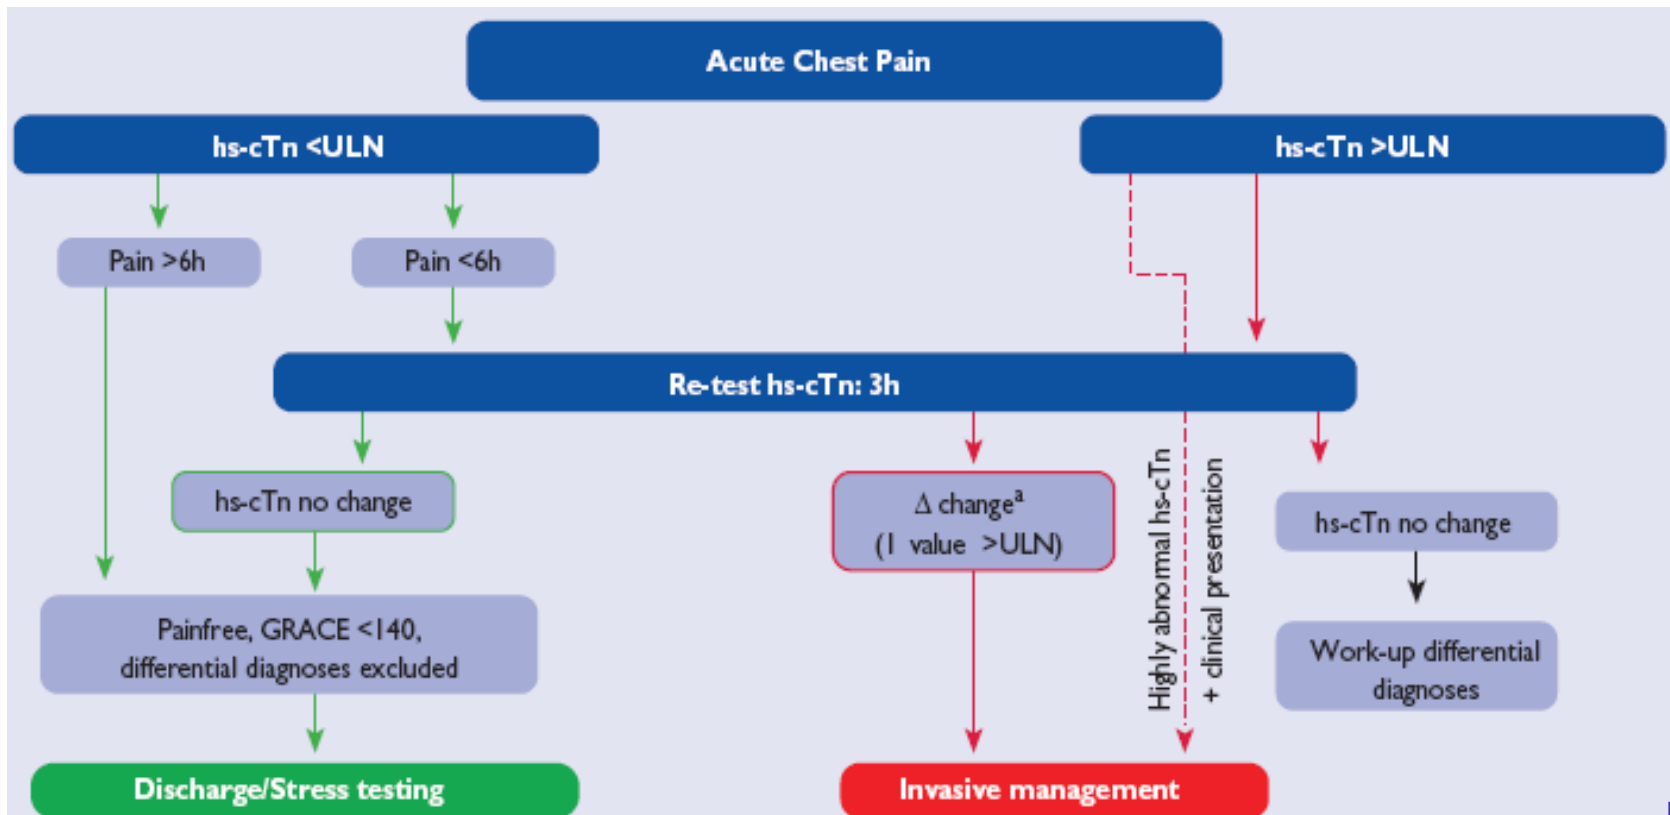 Acute Chest Pain
hs-cTn <ULN
hs-cTn >ULN
Pain >6h
Pain <6h
Re-test hs-cTn: 3h
hs-cTn no change
Δ changeᵃ
(1 value >ULN)
Highly abnormal hs-cTn
+ clinical presentation
hs-cTn no change
Painfree, GRACE <140,
differential diagnoses excluded
Work-up differential
diagnoses
Discharge/Stress testing
Invasive management